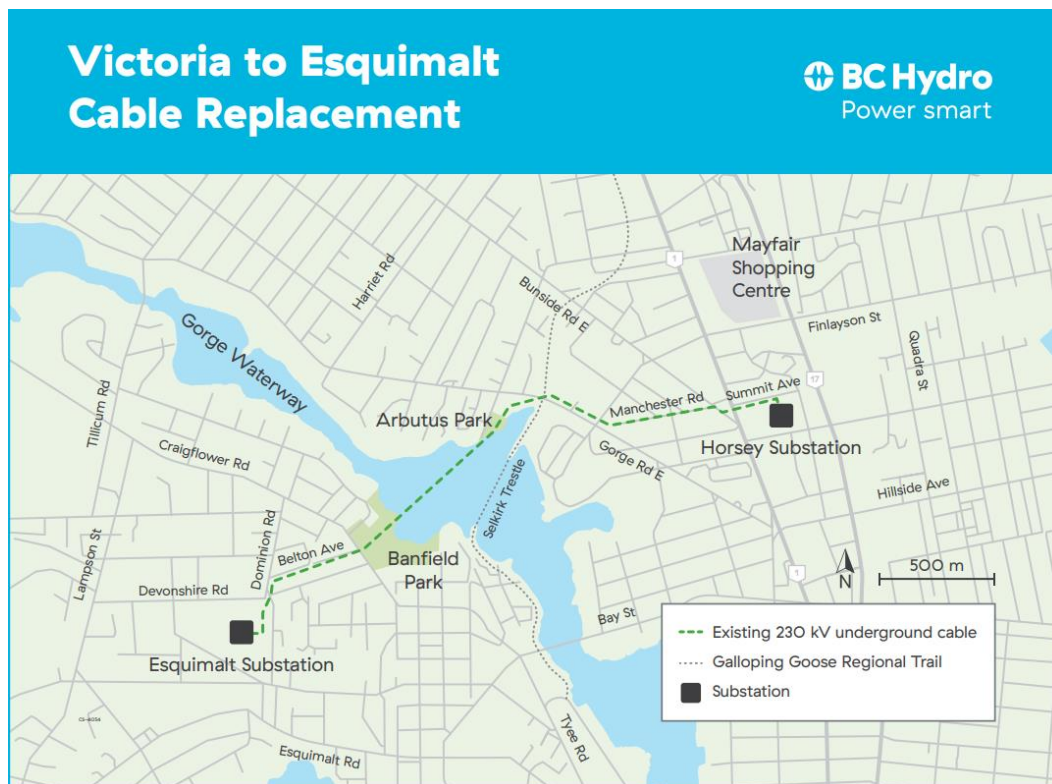 Victoria to Esquimalt
Cable Replacement
BC Hydro
Power smart
1
Mayfair
Shopping
Centre
Harriet Rd
Bunside Rd E
Finlayson St
Quadra St
Gorge Waterway
Tillicum Rd
17
Summit Ave
Manchester Rd
Arbutus Park
Horsey Substation
Craigflower Rd
Gorge Rd E
Selkirk Trestle
Hillside Ave
Dominion Rd
Belton Ave
Banfield
Park
Lampson St
Devonshire Rd
1
N
500 m
Bay St
Esquimalt Substation
Existing 230 kV underground cable
Galloping Goose Regional Trail
Substation
Tyee Rd
Esquimalt Rd